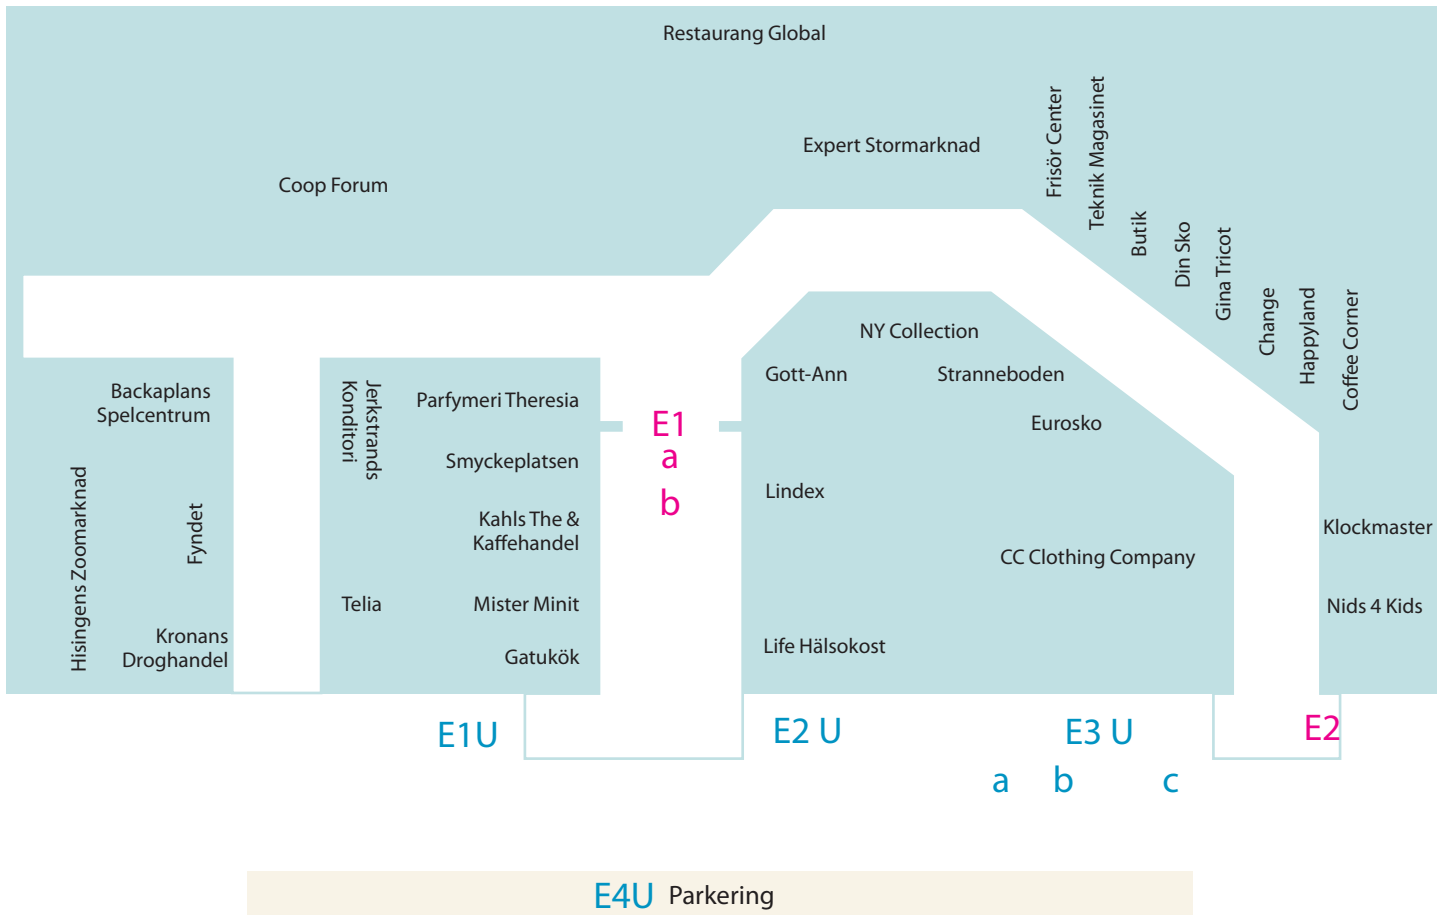 Restaurang Global
Expert Stormarknad
Coop Forum
Frisör Center
Teknik Magasinet
Butik
Din Sko
Gina Tricot
Change
Happyland
Coffee Corner
NY Collection
Gott-Ann
Stranneboden
Eurosko
Lindex
CC Clothing Company
Life Hälsokost
Klockmaster
Nids 4 Kids
Backaplans
Spelcentrum
Hisingens Zoomarknad
Fyndet
Kronans
Droghandel
Jerkstrands
Konditori
Telia
Parfymeri Theresia
Smyckeplatsen
Kahls The &
Kaffehandel
Mister Minit
Gatukök
E1
a
b
E1U
E2 U
E3 U
a b c
E2
E4U Parkering